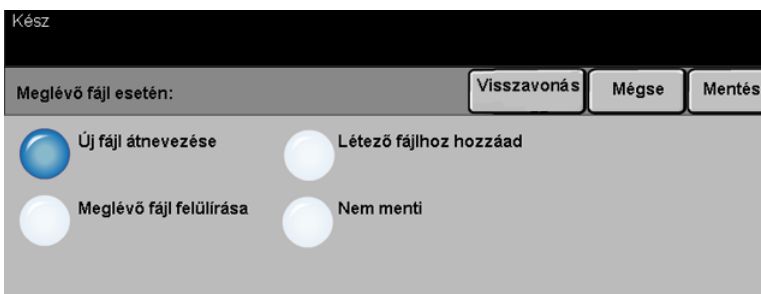 Kész
Meglévő fájl esetén:
Visszavonás
Mégse
Mentés
Új fájl átnevezése
Létező fájlhoz hozzáad
Meglévő fájl felülírása
Nem menti